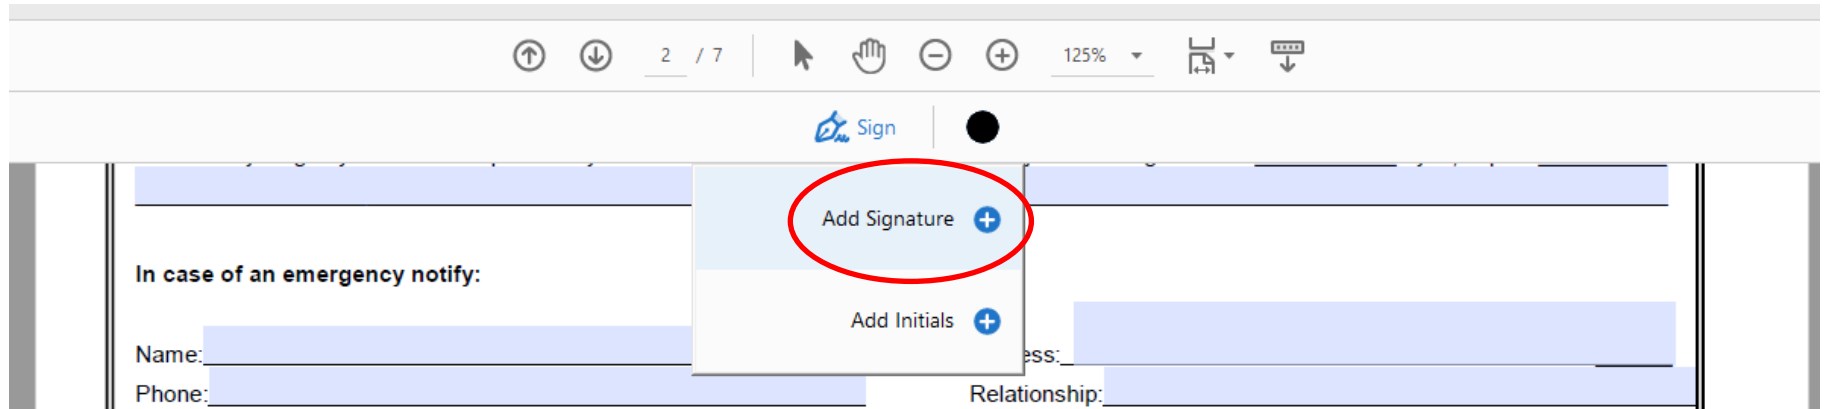 2 / 7 125%
Sign
Add Signature
In case of an emergency notify:
Add Initials
Name: ess:
Phone: Relationship: